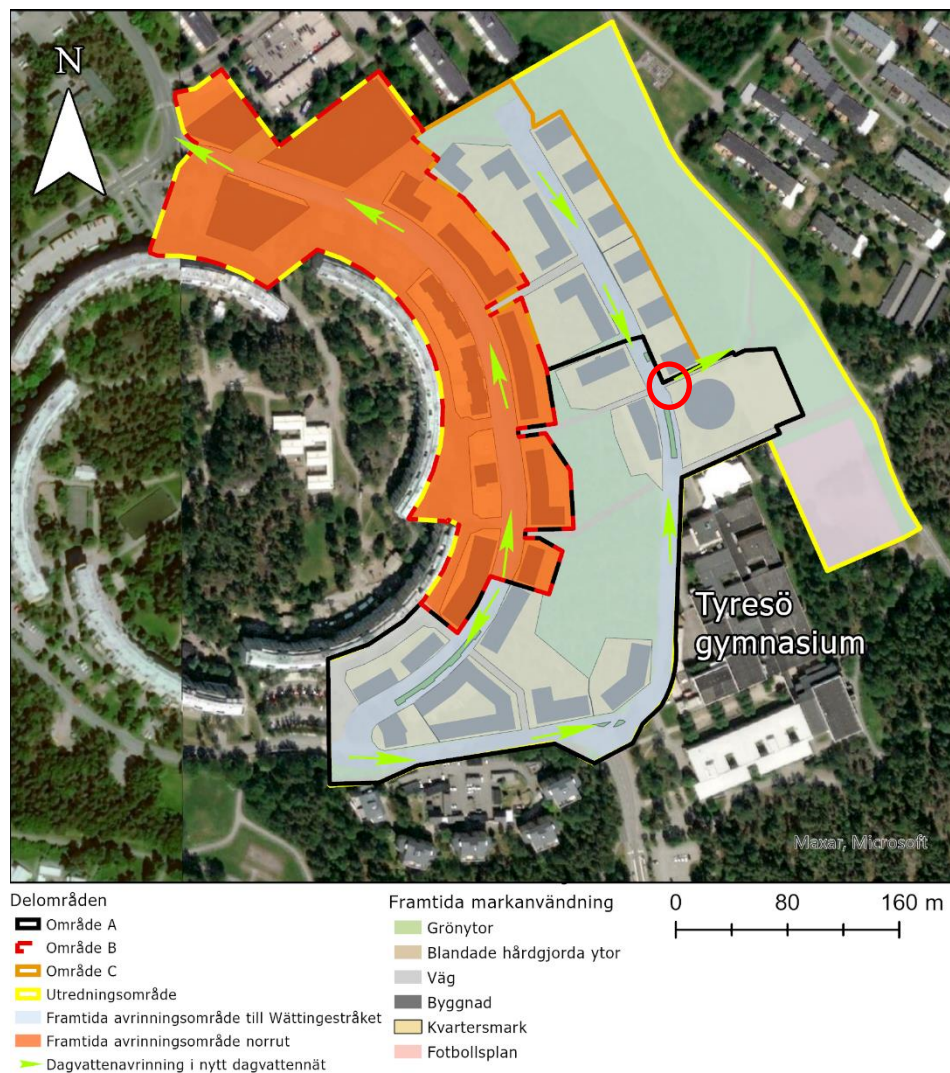 N
Tyresö
gymnasium
Maxar, Microsoft
Delområden
Område A
Område B
Område C
Utredningsområde
Framtida avrinningsområde till Wättingestråket
Framtida avrinningsområde norrut
Dagvattenavrinning i nytt dagvattennät
Framtida markanvändning
Grönytor
Blandade hårdgjorda ytor
Väg
Byggnad
Kvartersmark
Fotbollsplan
0 80 160 m